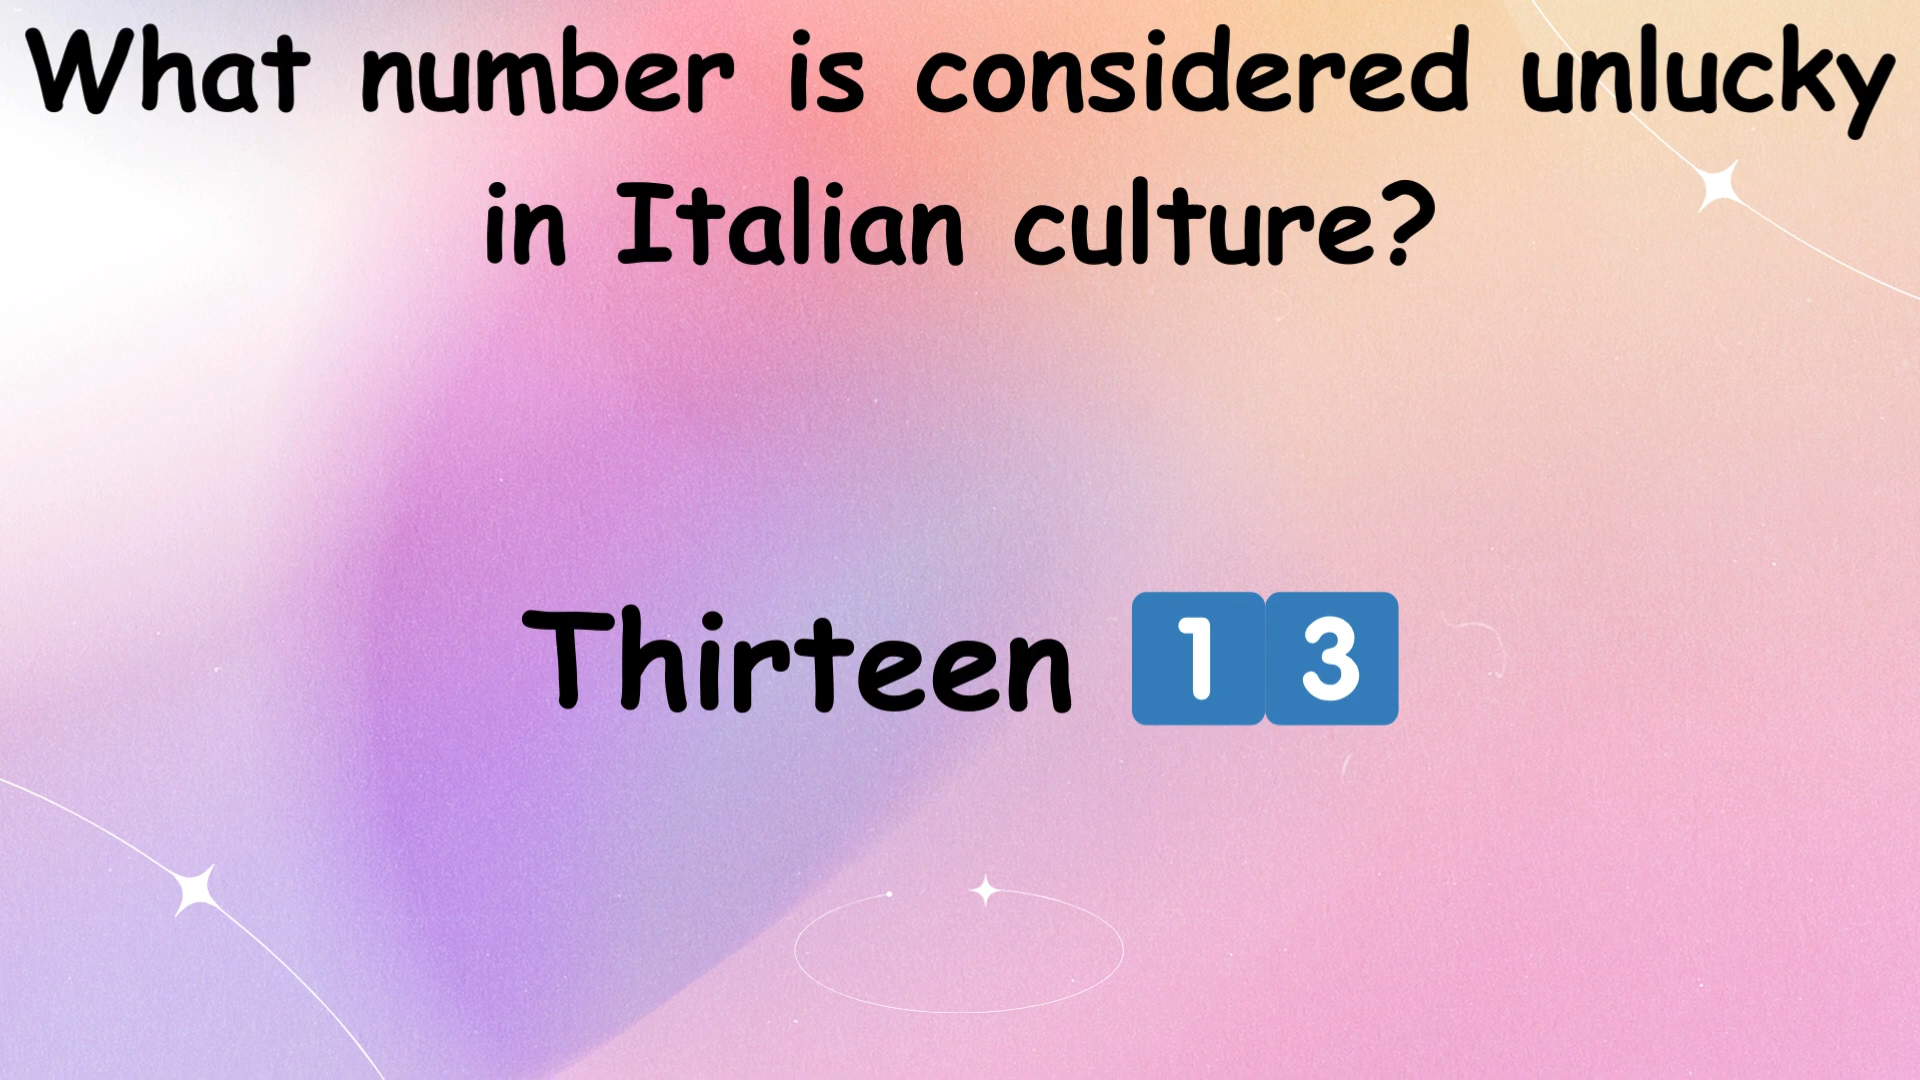 What number is considered unlucky
in Italian culture?
Thirteen 1️⃣3️⃣